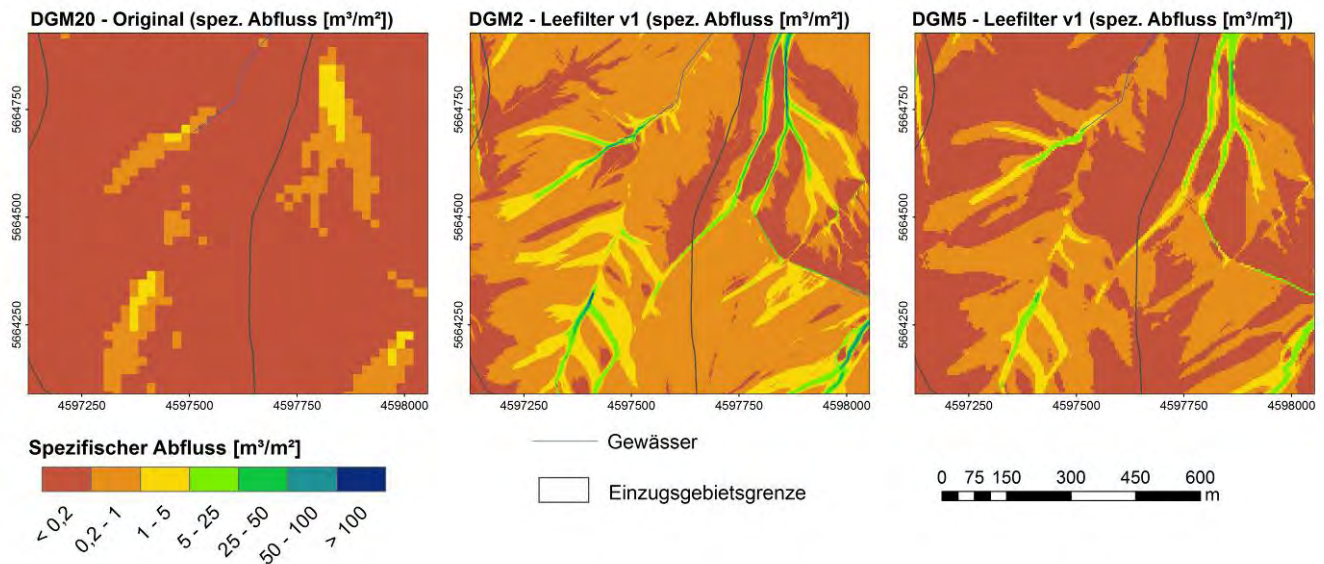 DGM20 - Original (spez. Abfluss [m³/m²])
DGM2 - Leefilter v1 (spez. Abfluss [m³/m²])
DGM5 - Leefilter v1 (spez. Abfluss [m³/m²])
5664750
5664500
5664250
4597250 4597500 4597750 4598000
5664750
5664500
5664250
4597250 4597500 4597750 4598000
5664750
5664500
5664250
4597250 4597500 4597750 4598000
Spezifischer Abfluss [m³/m²]
< 0,2
0,2 - 1
1 - 5
5 - 25
25 - 50
50 - 100
> 100
Gewässer
Einzugsgebietsgrenze
0 75 150 300 450 600
m